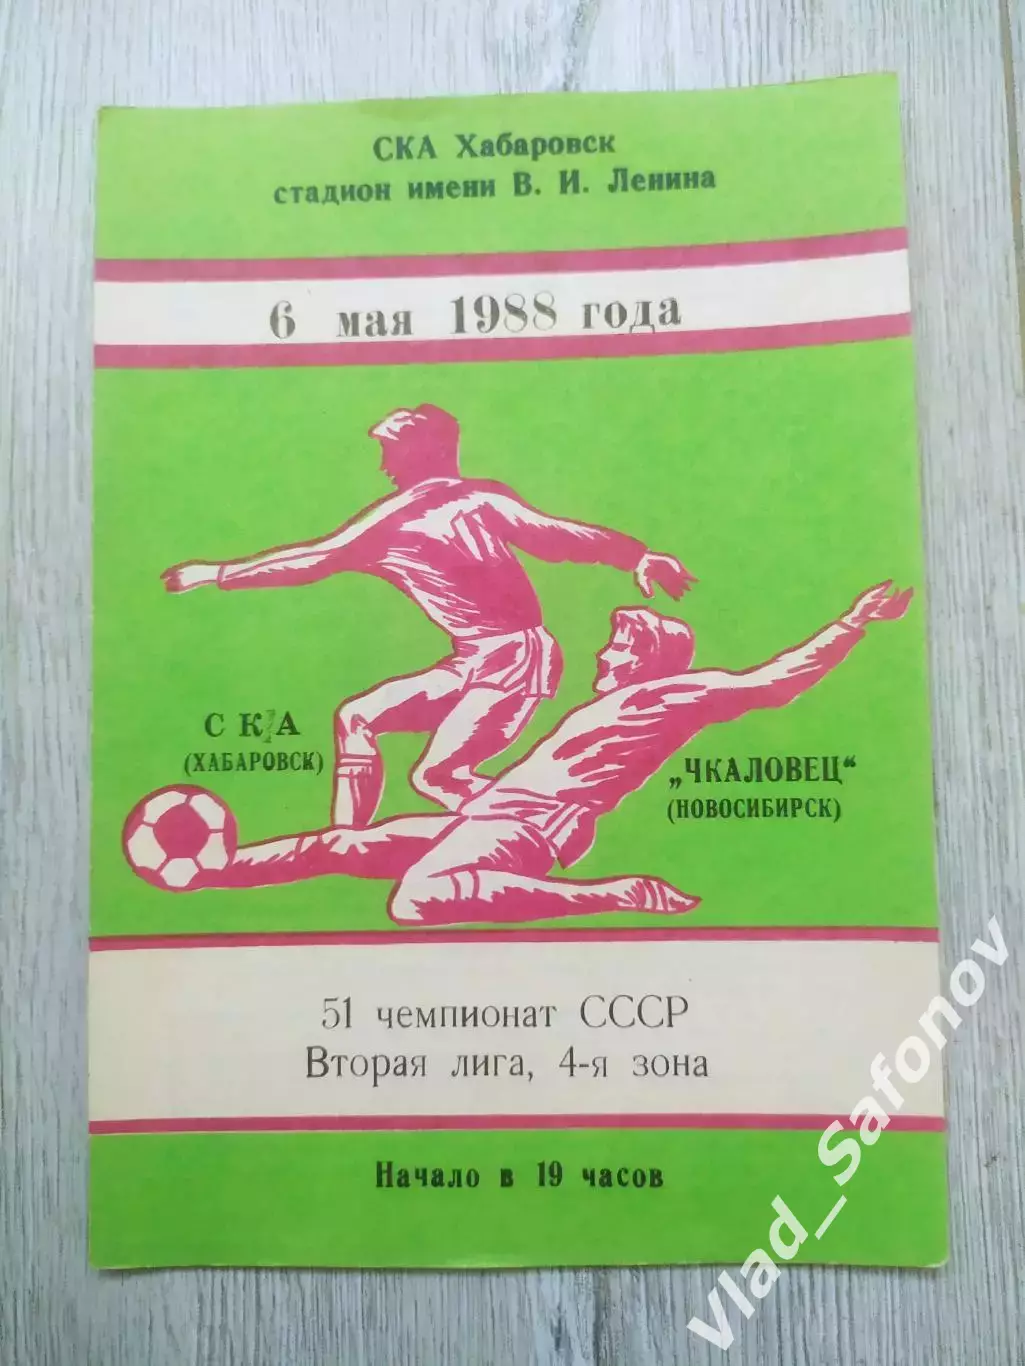 СКА Хабаровск
стадион имени В. И. Ленина
6 мая 1988 года
СКА
(ХАБАРОВСК)
„ЧКАЛОВЕЦ“
(НОВОСИБИРСК)
51 чемпионат СССР
Вторая лига, 4-я зона
Начало в 19 часов
Vlad_Safonov